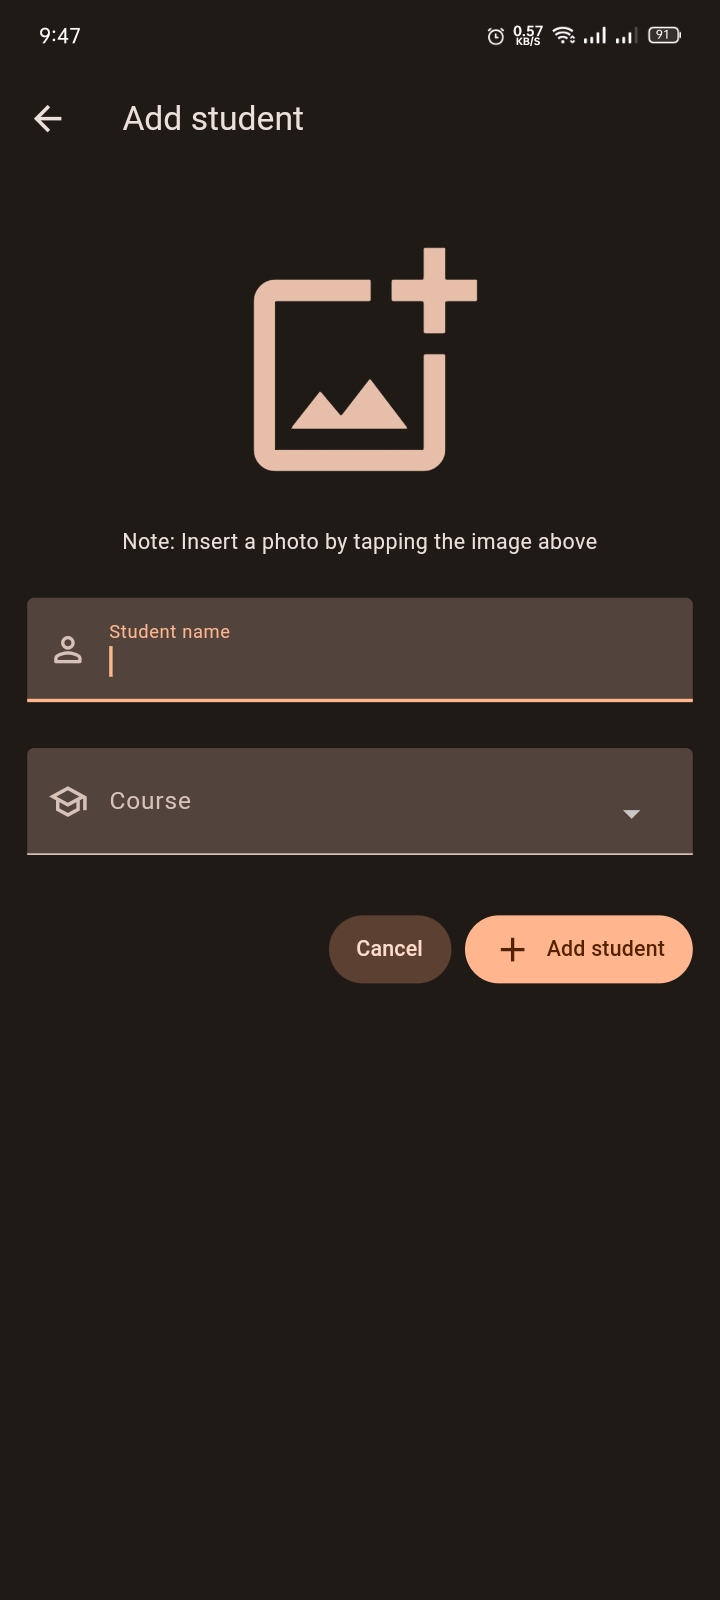 9:47
0.57
KB/S
91
Add student
Note: Insert a photo by tapping the image above
Student name
Course
Cancel
Add student